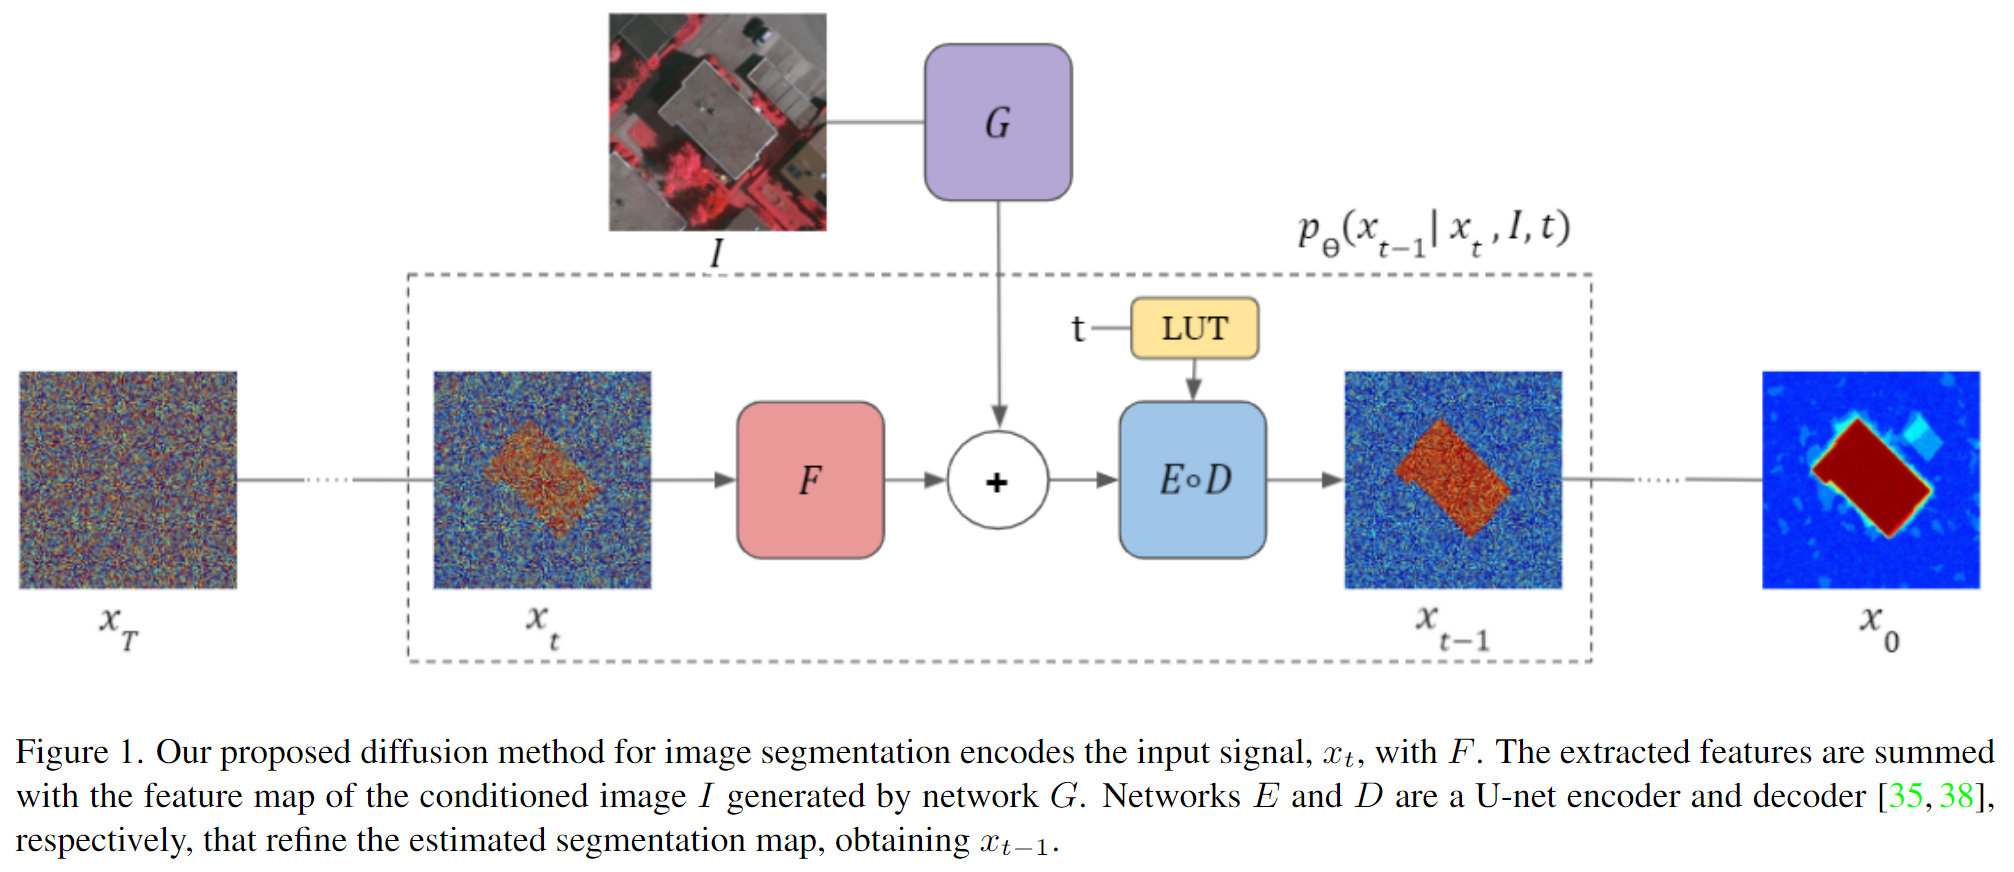 G
I
p_θ(x_{t−1}| x_t, I, t)
t
LUT
F
+
E∘D
x_T
x_t
x_{t−1}
x_0
Figure 1. Our proposed diffusion method for image segmentation encodes the input signal, x_t, with F. The extracted features are summed
with the feature map of the conditioned image I generated by network G. Networks E and D are a U-net encoder and decoder [35, 38],
respectively, that refine the estimated segmentation map, obtaining x_{t−1}.